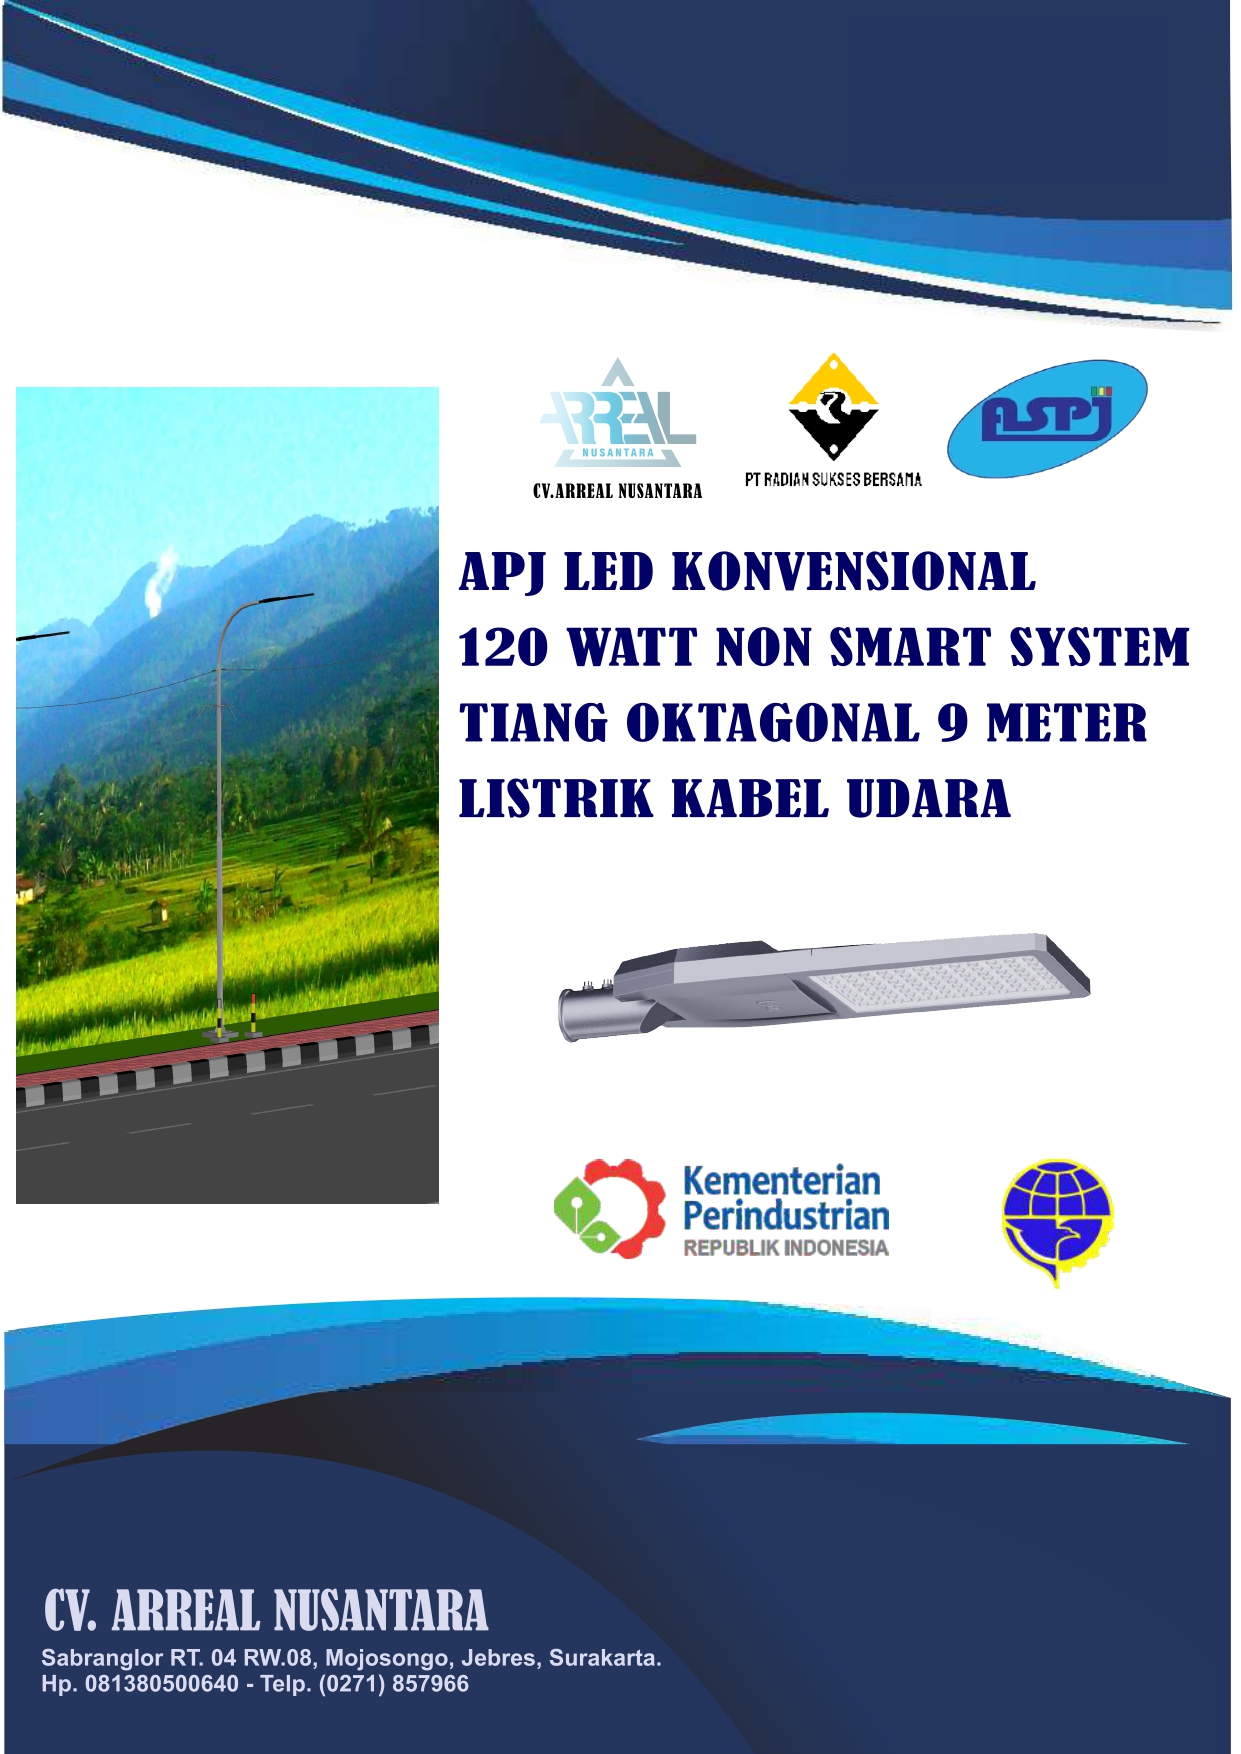 ARREAL
NUSANTARA
CV.ARREAL NUSANTARA
PT RADIAN SUKSES BERSAMA
ASPJ
APJ LED KONVENSIONAL
120 WATT NON SMART SYSTEM
TIANG OKTAGONAL 9 METER
LISTRIK KABEL UDARA
Kementerian
Perindustrian
REPUBLIK INDONESIA
CV. ARREAL NUSANTARA
Sabranglor RT. 04 RW.08, Mojosongo, Jebres, Surakarta.
Hp. 081380500640 - Telp. (0271) 857966